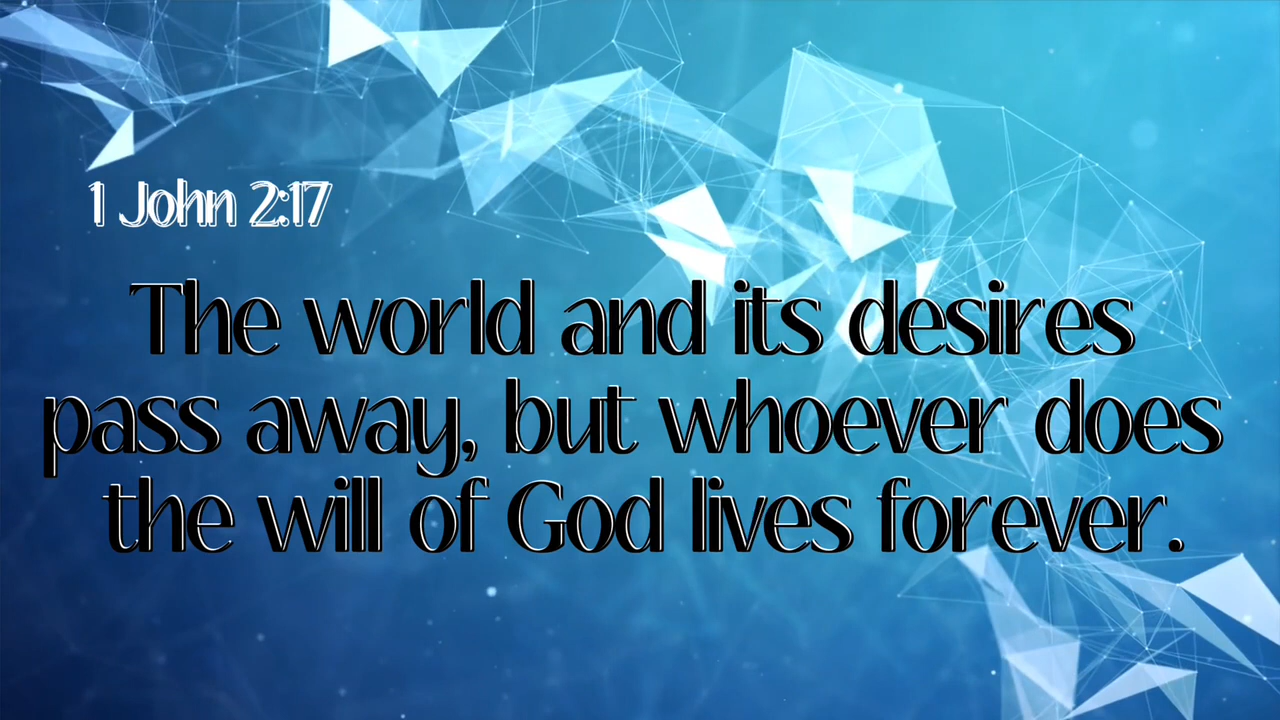 1 John 2:17
The world and its desires
pass away, but whoever does
the will of God lives forever.